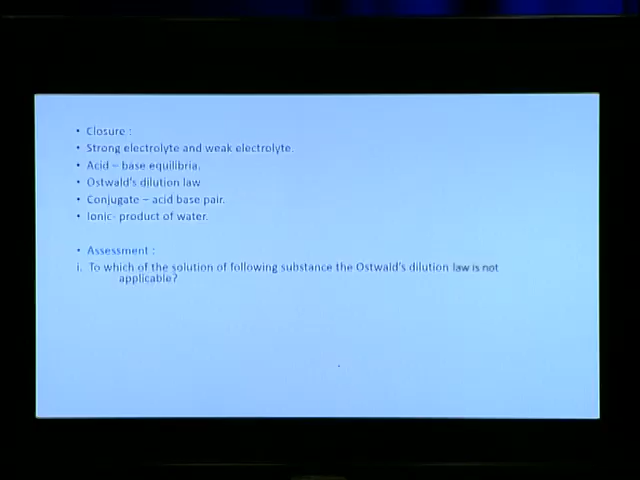 • Closure :
• Strong electrolyte and weak electrolyte.
• Acid – base equilibria.
• Ostwald's dilution law
• Conjugate – acid base pair.
• Ionic- product of water.
• Assessment :
i. To which of the solution of following substance the Ostwald's dilution law is not
applicable?